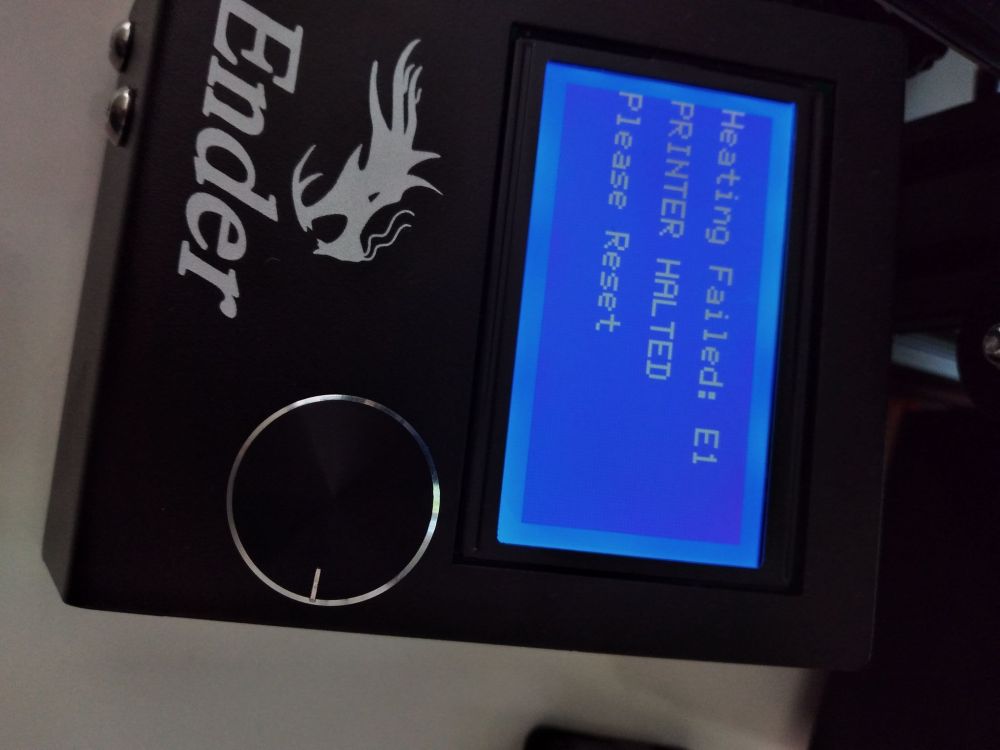 Heating Failed: E1
PRINTER HALTED
Please Reset
Ender